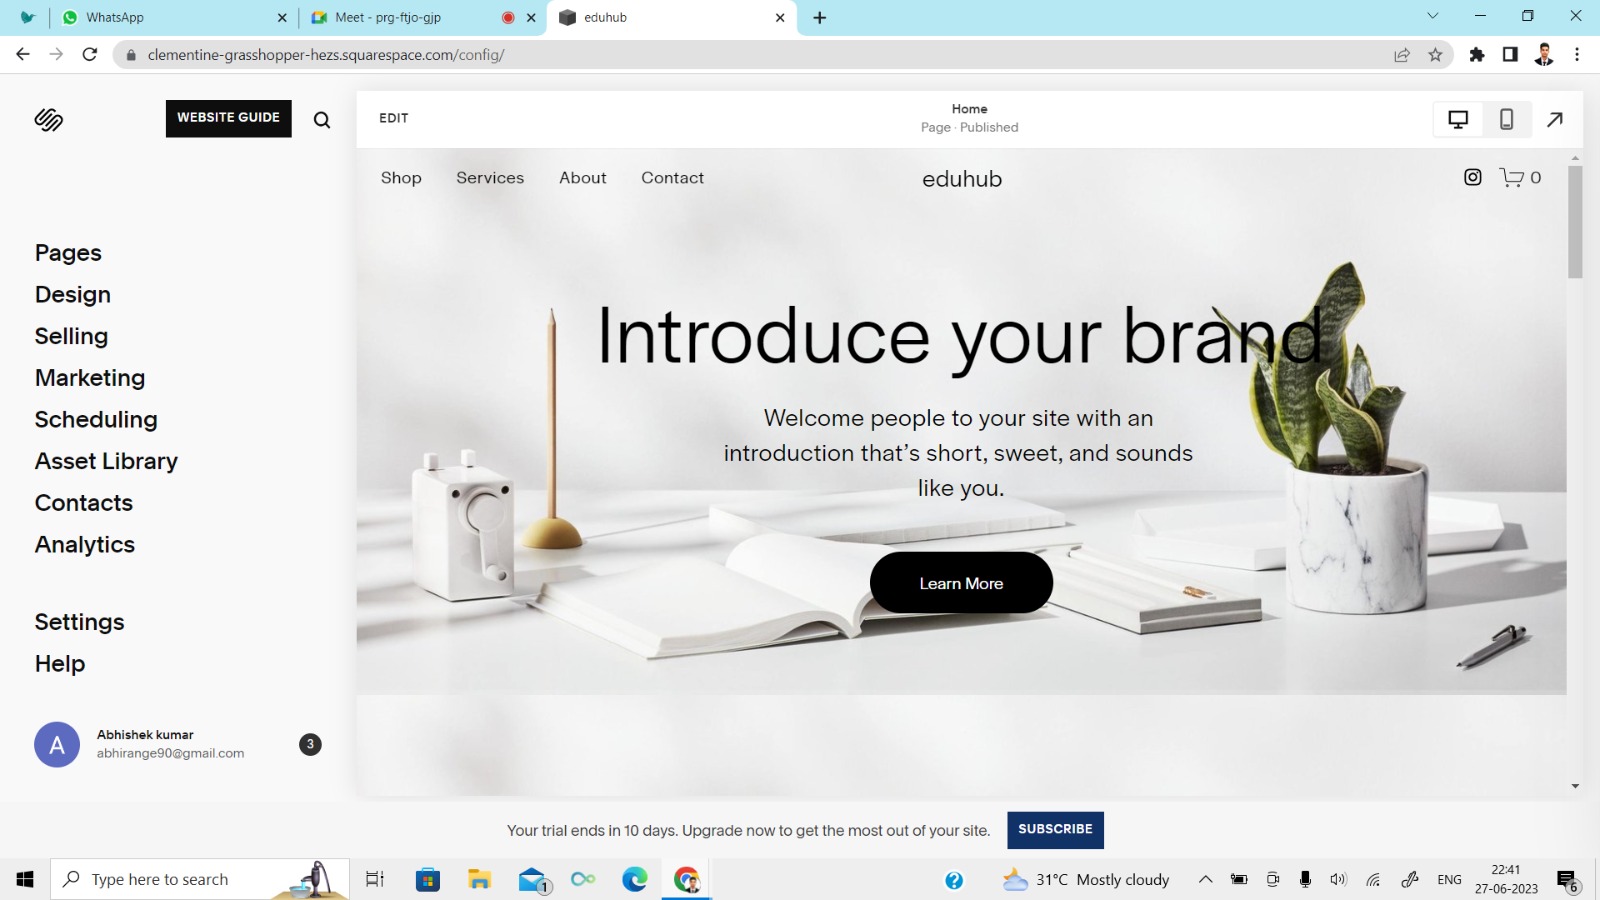 WhatsApp
Meet - prg-ftjo-gjp
eduhub
clementine-grasshopper-hezs.squarespace.com/config/
WEBSITE GUIDE
EDIT
Home
Page · Published
Shop Services About Contact
eduhub
0
Pages
Design
Selling
Marketing
Scheduling
Asset Library
Contacts
Analytics
Settings
Help
A
Abhishek kumar
abhirange90@gmail.com
3
Introduce your brand
Welcome people to your site with an
introduction that’s short, sweet, and sounds
like you.
Learn More
Your trial ends in 10 days. Upgrade now to get the most out of your site.
SUBSCRIBE
Type here to search
1
31°C Mostly cloudy
ENG
22:41
27-06-2023
6